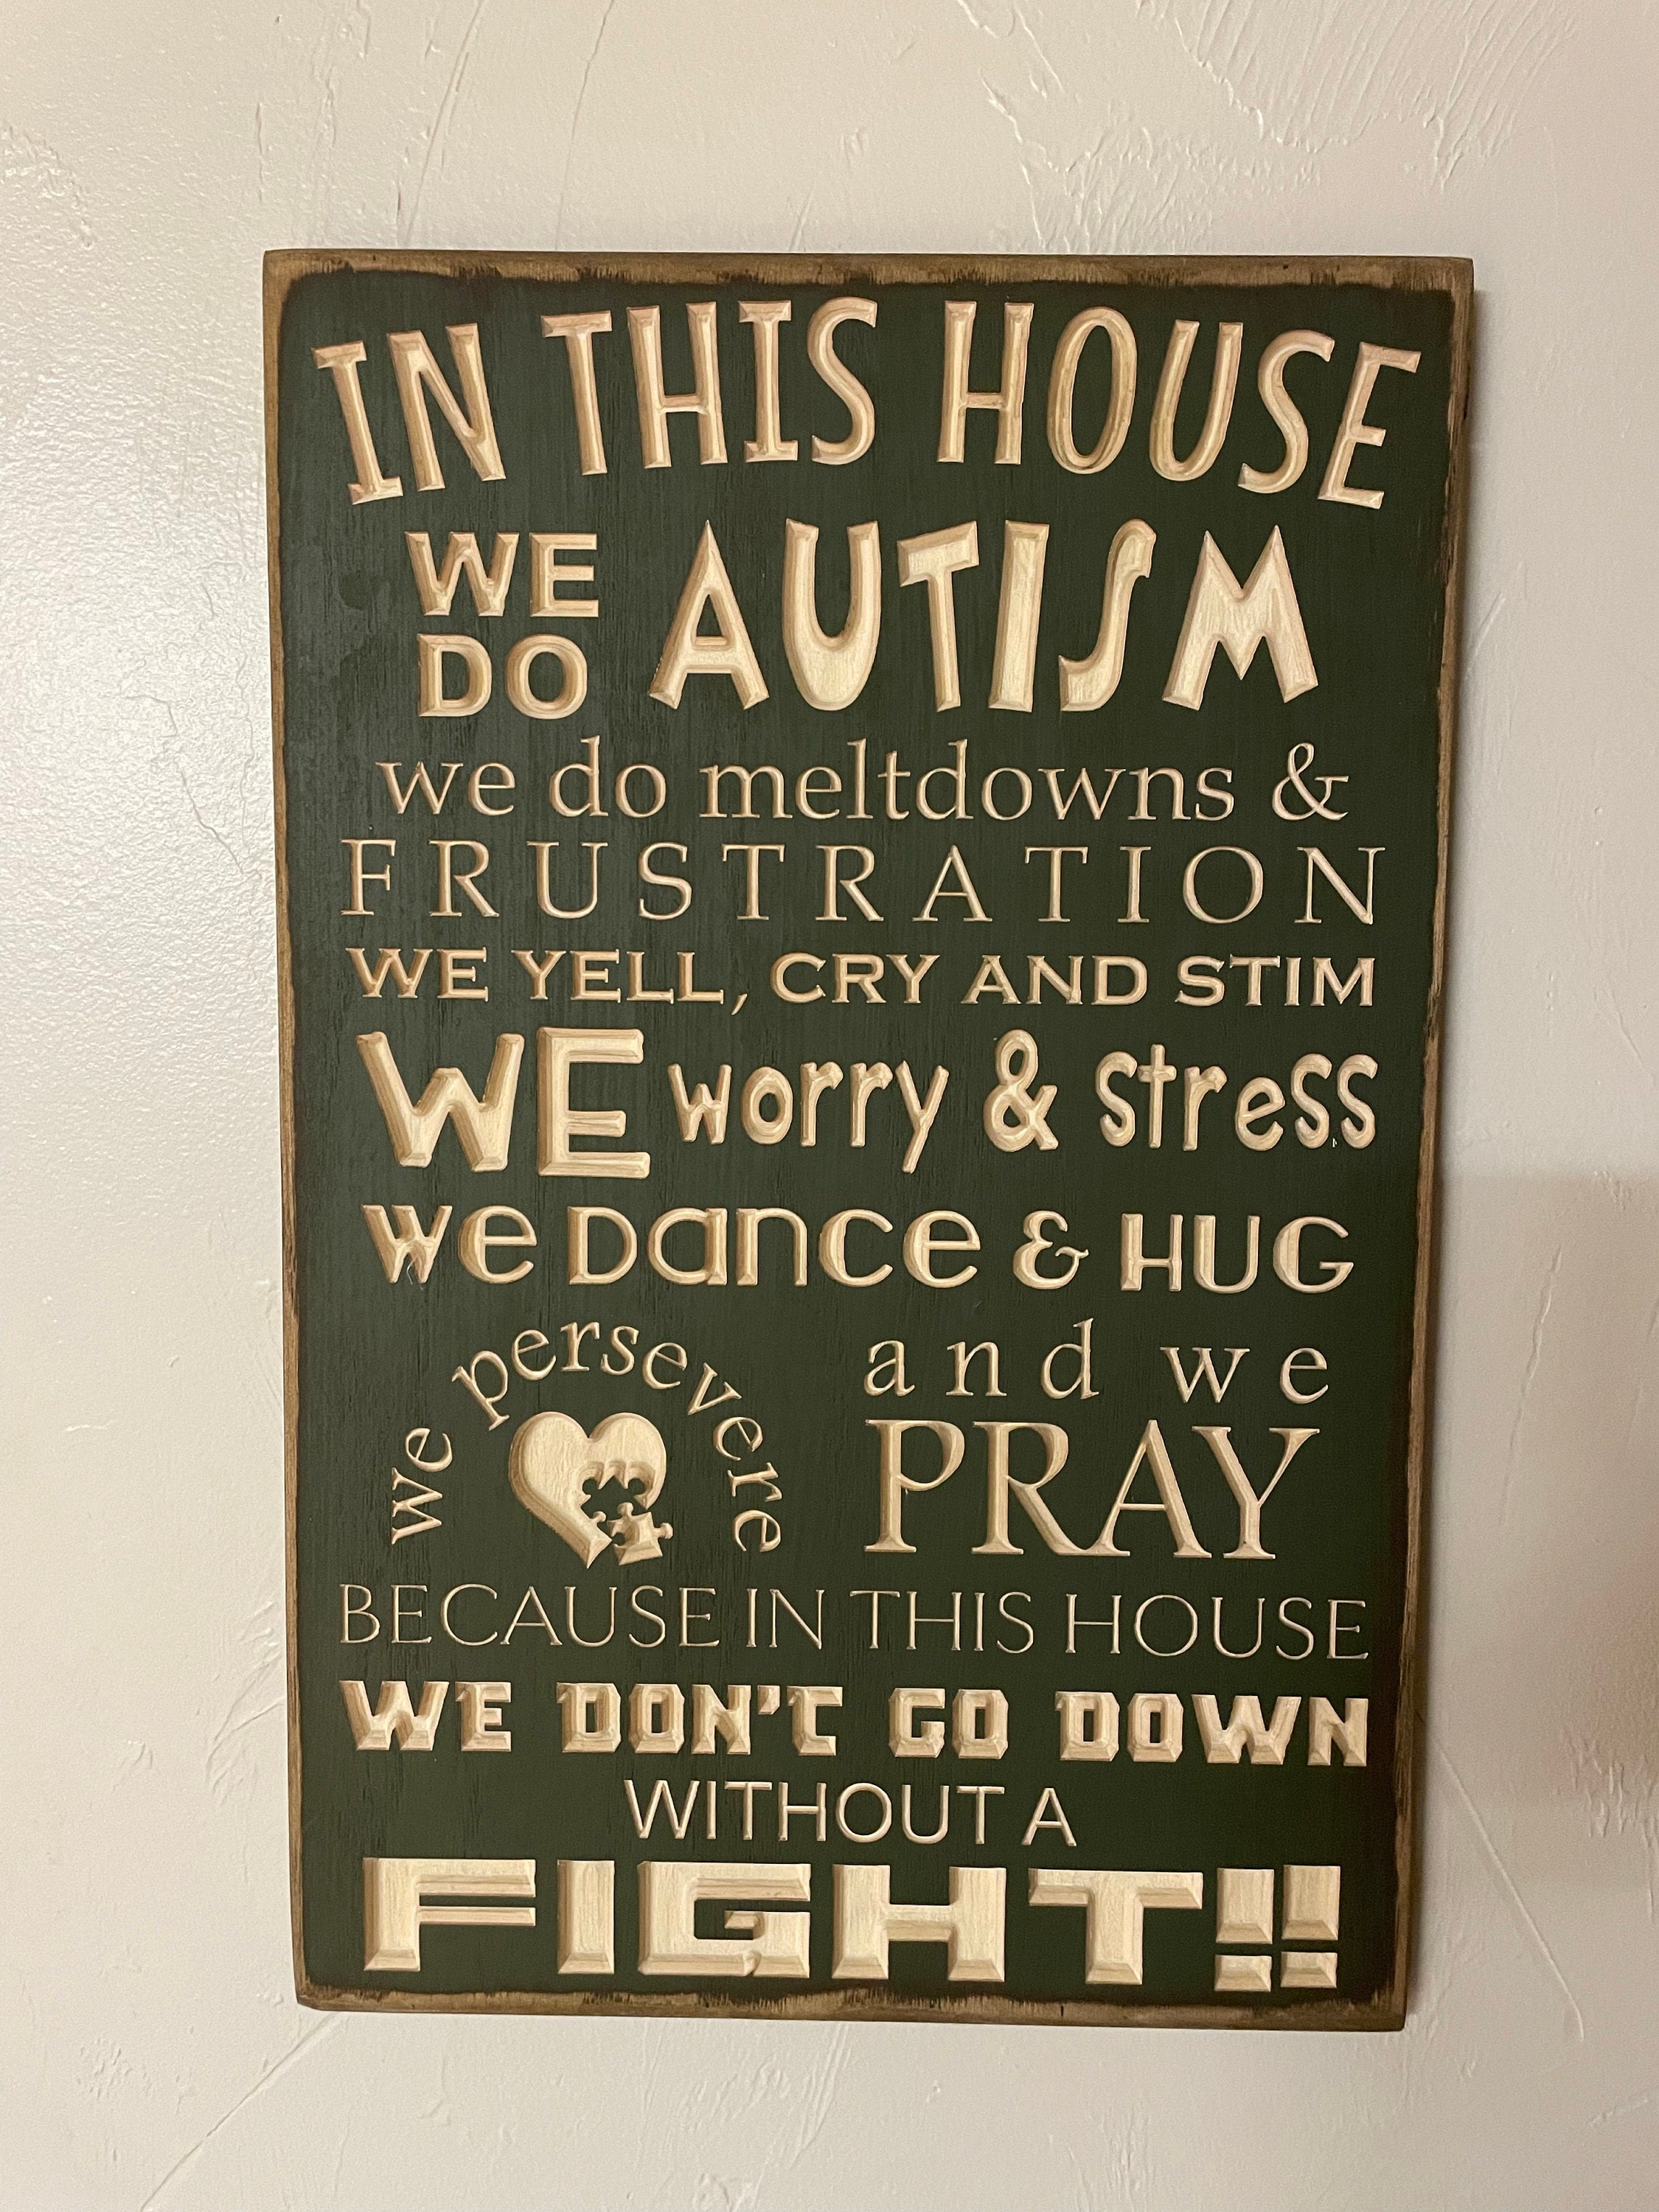 IN THIS HOUSE
WE DO AUTISM
we do meltdowns &
FRUSTRATION
WE YELL, CRY AND STIM
WE worry & stress
we Dance & HUG
we persevere
and we
PRAY
BECAUSE IN THIS HOUSE
WE DON'T GO DOWN
WITHOUT A
FIGHT!!